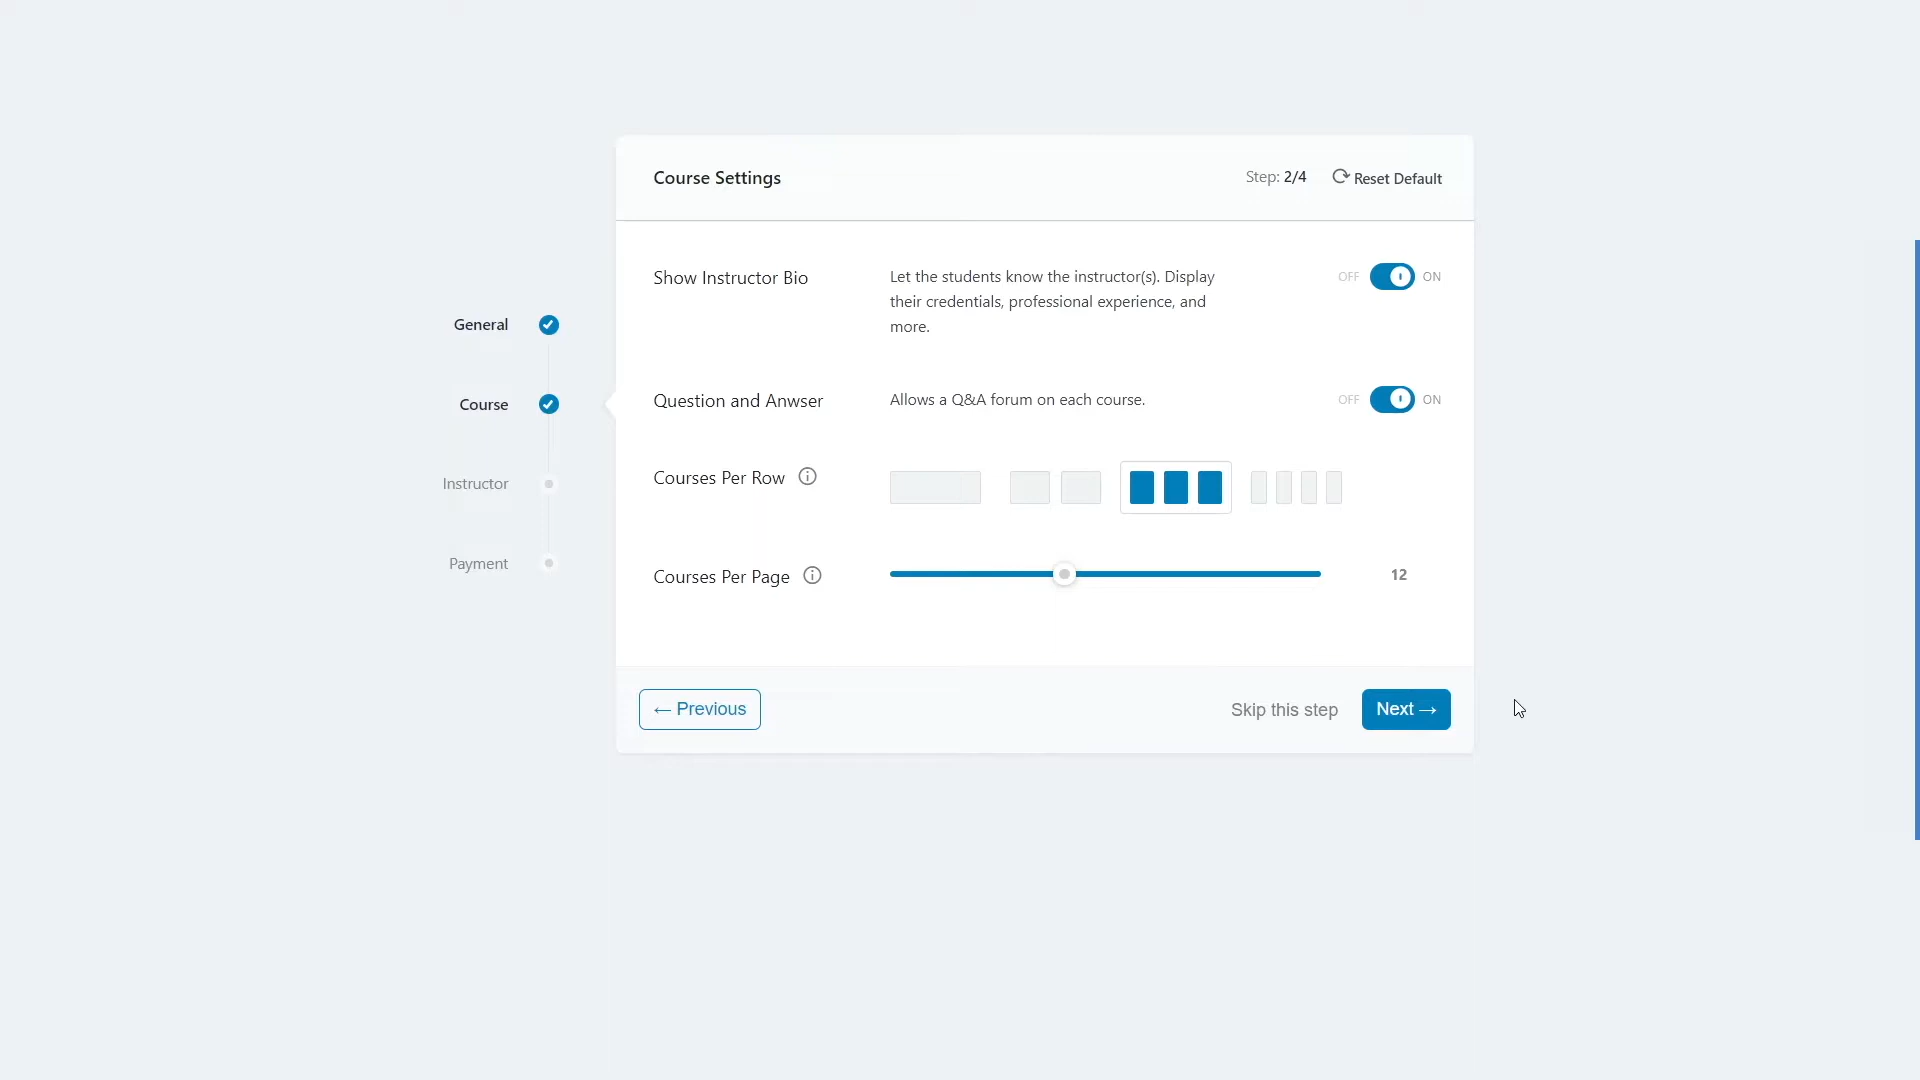 Course Settings
Step: 2/4
Reset Default
Show Instructor Bio
Let the students know the instructor(s). Display
their credentials, professional experience, and
more.
OFF
ON
General
Course
Question and Anwser
Allows a Q&A forum on each course.
OFF
ON
Instructor
Courses Per Row
Payment
Courses Per Page
12
← Previous
Skip this step
Next →